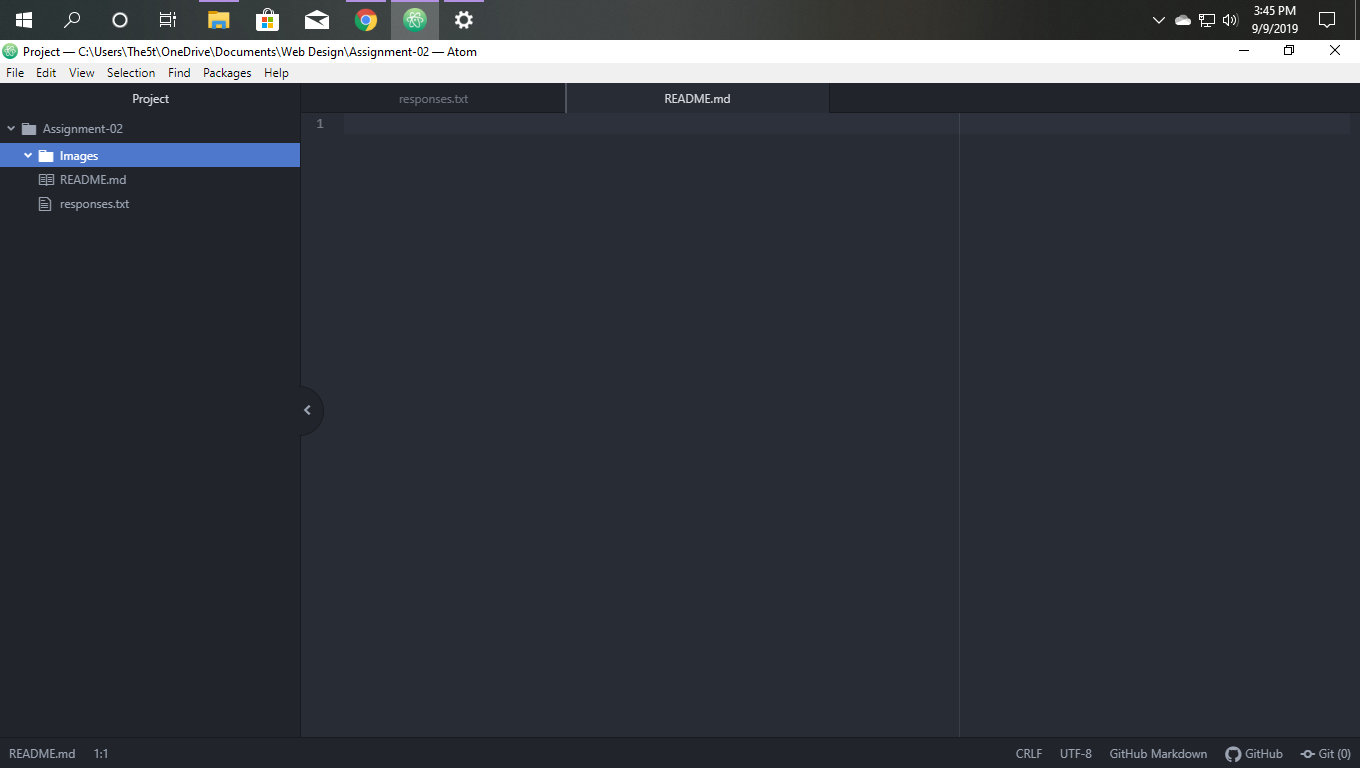 3:45 PM
9/9/2019
Project — C:\Users\The5t\OneDrive\Documents\Web Design\Assignment-02 — Atom
File Edit View Selection Find Packages Help
Project
responses.txt
README.md
Assignment-02
Images
README.md
responses.txt
1
README.md 1:1 CRLF UTF-8 GitHub Markdown GitHub Git (0)